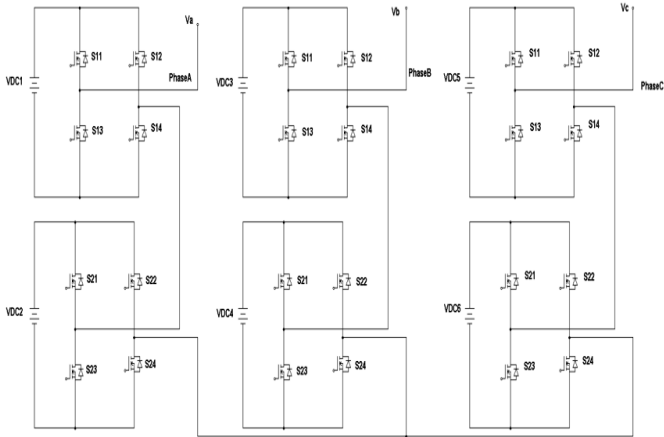 Va
Vb
Vc
S11
S12
S11
S12
S11
S12
VDC1
PhaseA
VDC3
PhaseB
VDC5
PhaseC
S13
S14
S13
S14
S13
S14
S21
S22
S21
S22
S21
S22
VDC2
VDC4
VDC6
S23
S24
S23
S24
S23
S24